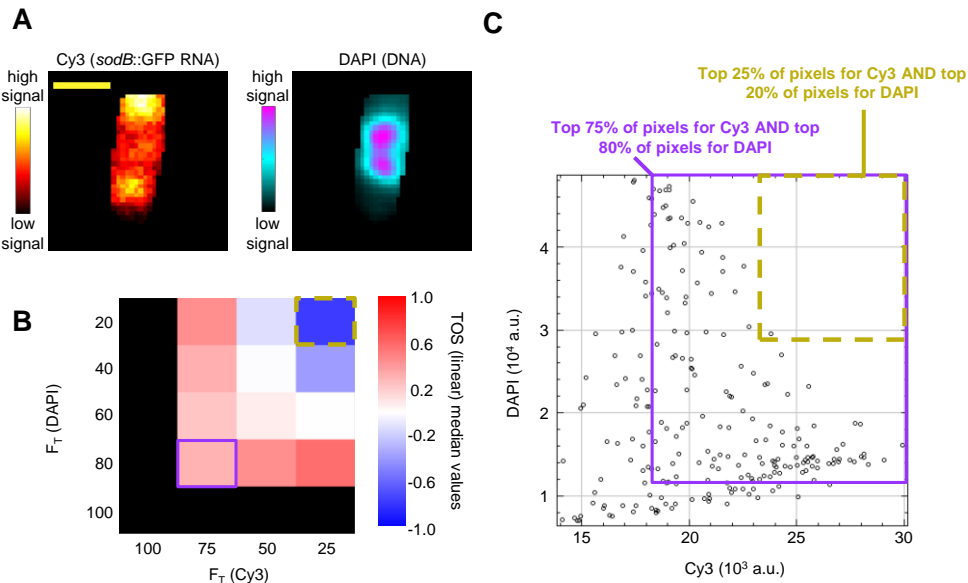 A
Cy3 (sodB::GFP RNA)
high
signal
low
signal
DAPI (DNA)
high
signal
low
signal
B
F_T (DAPI)
20
40
60
80
100
100 75 50 25
F_T (Cy3)
1.0
0.6
0.2
-0.2
-0.6
-1.0
TOS (linear) median values
C
Top 25% of pixels for Cy3 AND top
20% of pixels for DAPI
Top 75% of pixels for Cy3 AND top
80% of pixels for DAPI
DAPI (10⁴ a.u.)
4
3
2
1
15 20 25 30
Cy3 (10³ a.u.)